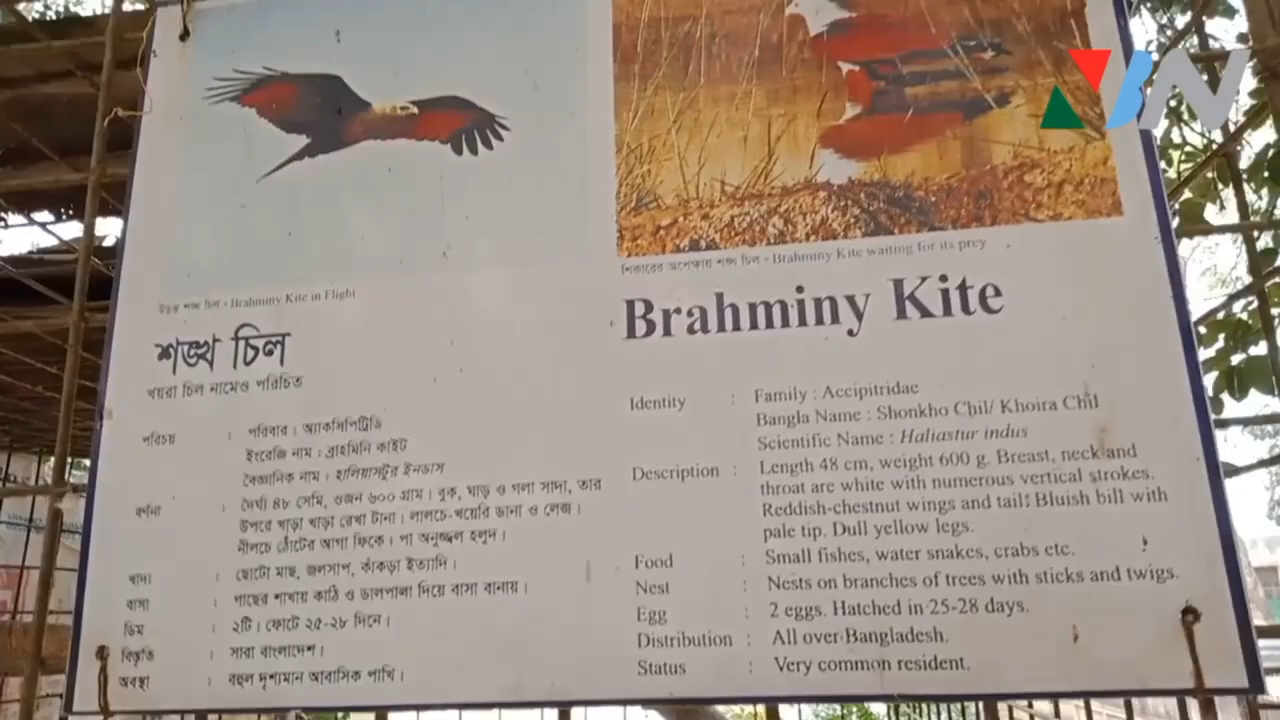 VBN
উড়ন্ত শঙ্খ চিল - Brahminy Kite in Flight
শিকারের অপেক্ষায় শঙ্খ চিল - Brahminy Kite waiting for its prey
শঙ্খ চিল
খয়রা চিল নামেও পরিচিত
পরিচয় : পরিবার : অ্যাকসিপিট্রিডি
ইংরেজি নাম : ব্রাহমিনি কাইট
বৈজ্ঞানিক নাম : হালিয়াসটুর ইনডাস
বর্ণনা : দৈর্ঘ্য ৪৮ সেমি, ওজন ৬০০ গ্রাম। বুক, ঘাড় ও গলা সাদা, তার
উপরে খাড়া খাড়া রেখা টানা। লালচে-খয়েরি ডানা ও লেজ।
নীলচে ঠোঁটের আগা ফিকে। পা অনুজ্জ্বল হলুদ।
খাদ্য : ছোটো মাছ, জলসাপ, কাঁকড়া ইত্যাদি।
বাসা : গাছের শাখায় কাঠি ও ডালপালা দিয়ে বাসা বানায়।
ডিম : ২টি। ফোটে ২৫-২৮ দিনে।
বিস্তৃতি : সারা বাংলাদেশ।
অবস্থা : বহুল দৃশ্যমান আবাসিক পাখি।
Brahminy Kite
Identity : Family : Accipitridae
Bangla Name : Shonkho Chil/ Khoira Chil
Scientific Name : Haliastur indus
Description : Length 48 cm, weight 600 g. Breast, neck and
throat are white with numerous vertical strokes.
Reddish-chestnut wings and tail. Bluish bill with
pale tip. Dull yellow legs.
Food : Small fishes, water snakes, crabs etc.
Nest : Nests on branches of trees with sticks and twigs.
Egg : 2 eggs. Hatched in 25-28 days.
Distribution : All over Bangladesh.
Status : Very common resident.